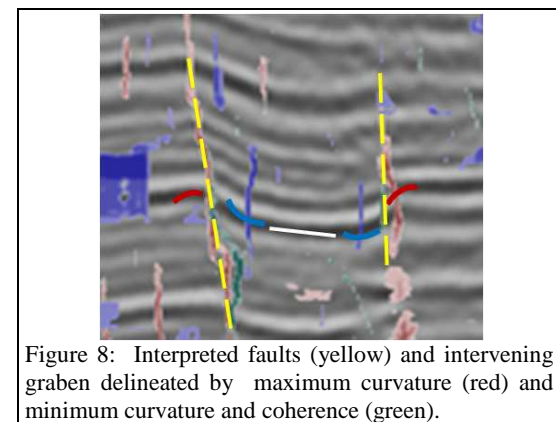 Figure 8: Interpreted faults (yellow) and intervening
graben delineated by maximum curvature (red) and
minimum curvature and coherence (green).